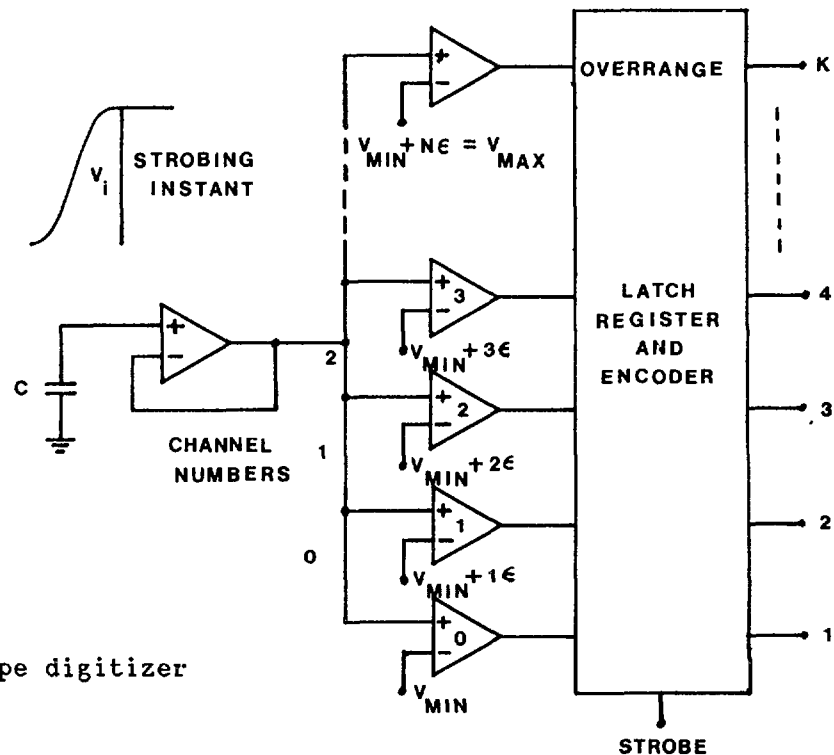 OVERRANGE
K
+
−
V_MIN + Nϵ = V_MAX
V_i
STROBING
INSTANT
+
3
−
V_MIN + 3ϵ
LATCH
REGISTER
AND
ENCODER
4
+
−
C
2
+
2
−
V_MIN + 2ϵ
3
CHANNEL
NUMBERS
1
+
1
−
V_MIN + 1ϵ
2
0
+
0
−
V_MIN
1
pe digitizer
STROBE